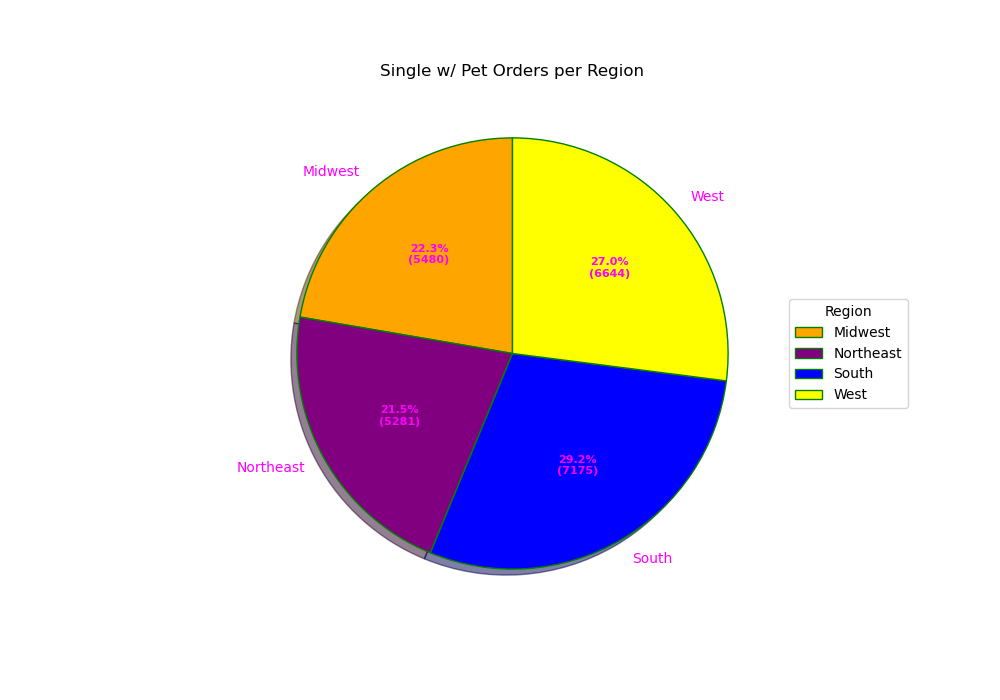 Single w/ Pet Orders per Region
Midwest
West
22.3%
(5480)
27.0%
(6644)
21.5%
(5281)
29.2%
(7175)
Northeast
South
Region
Midwest
Northeast
South
West